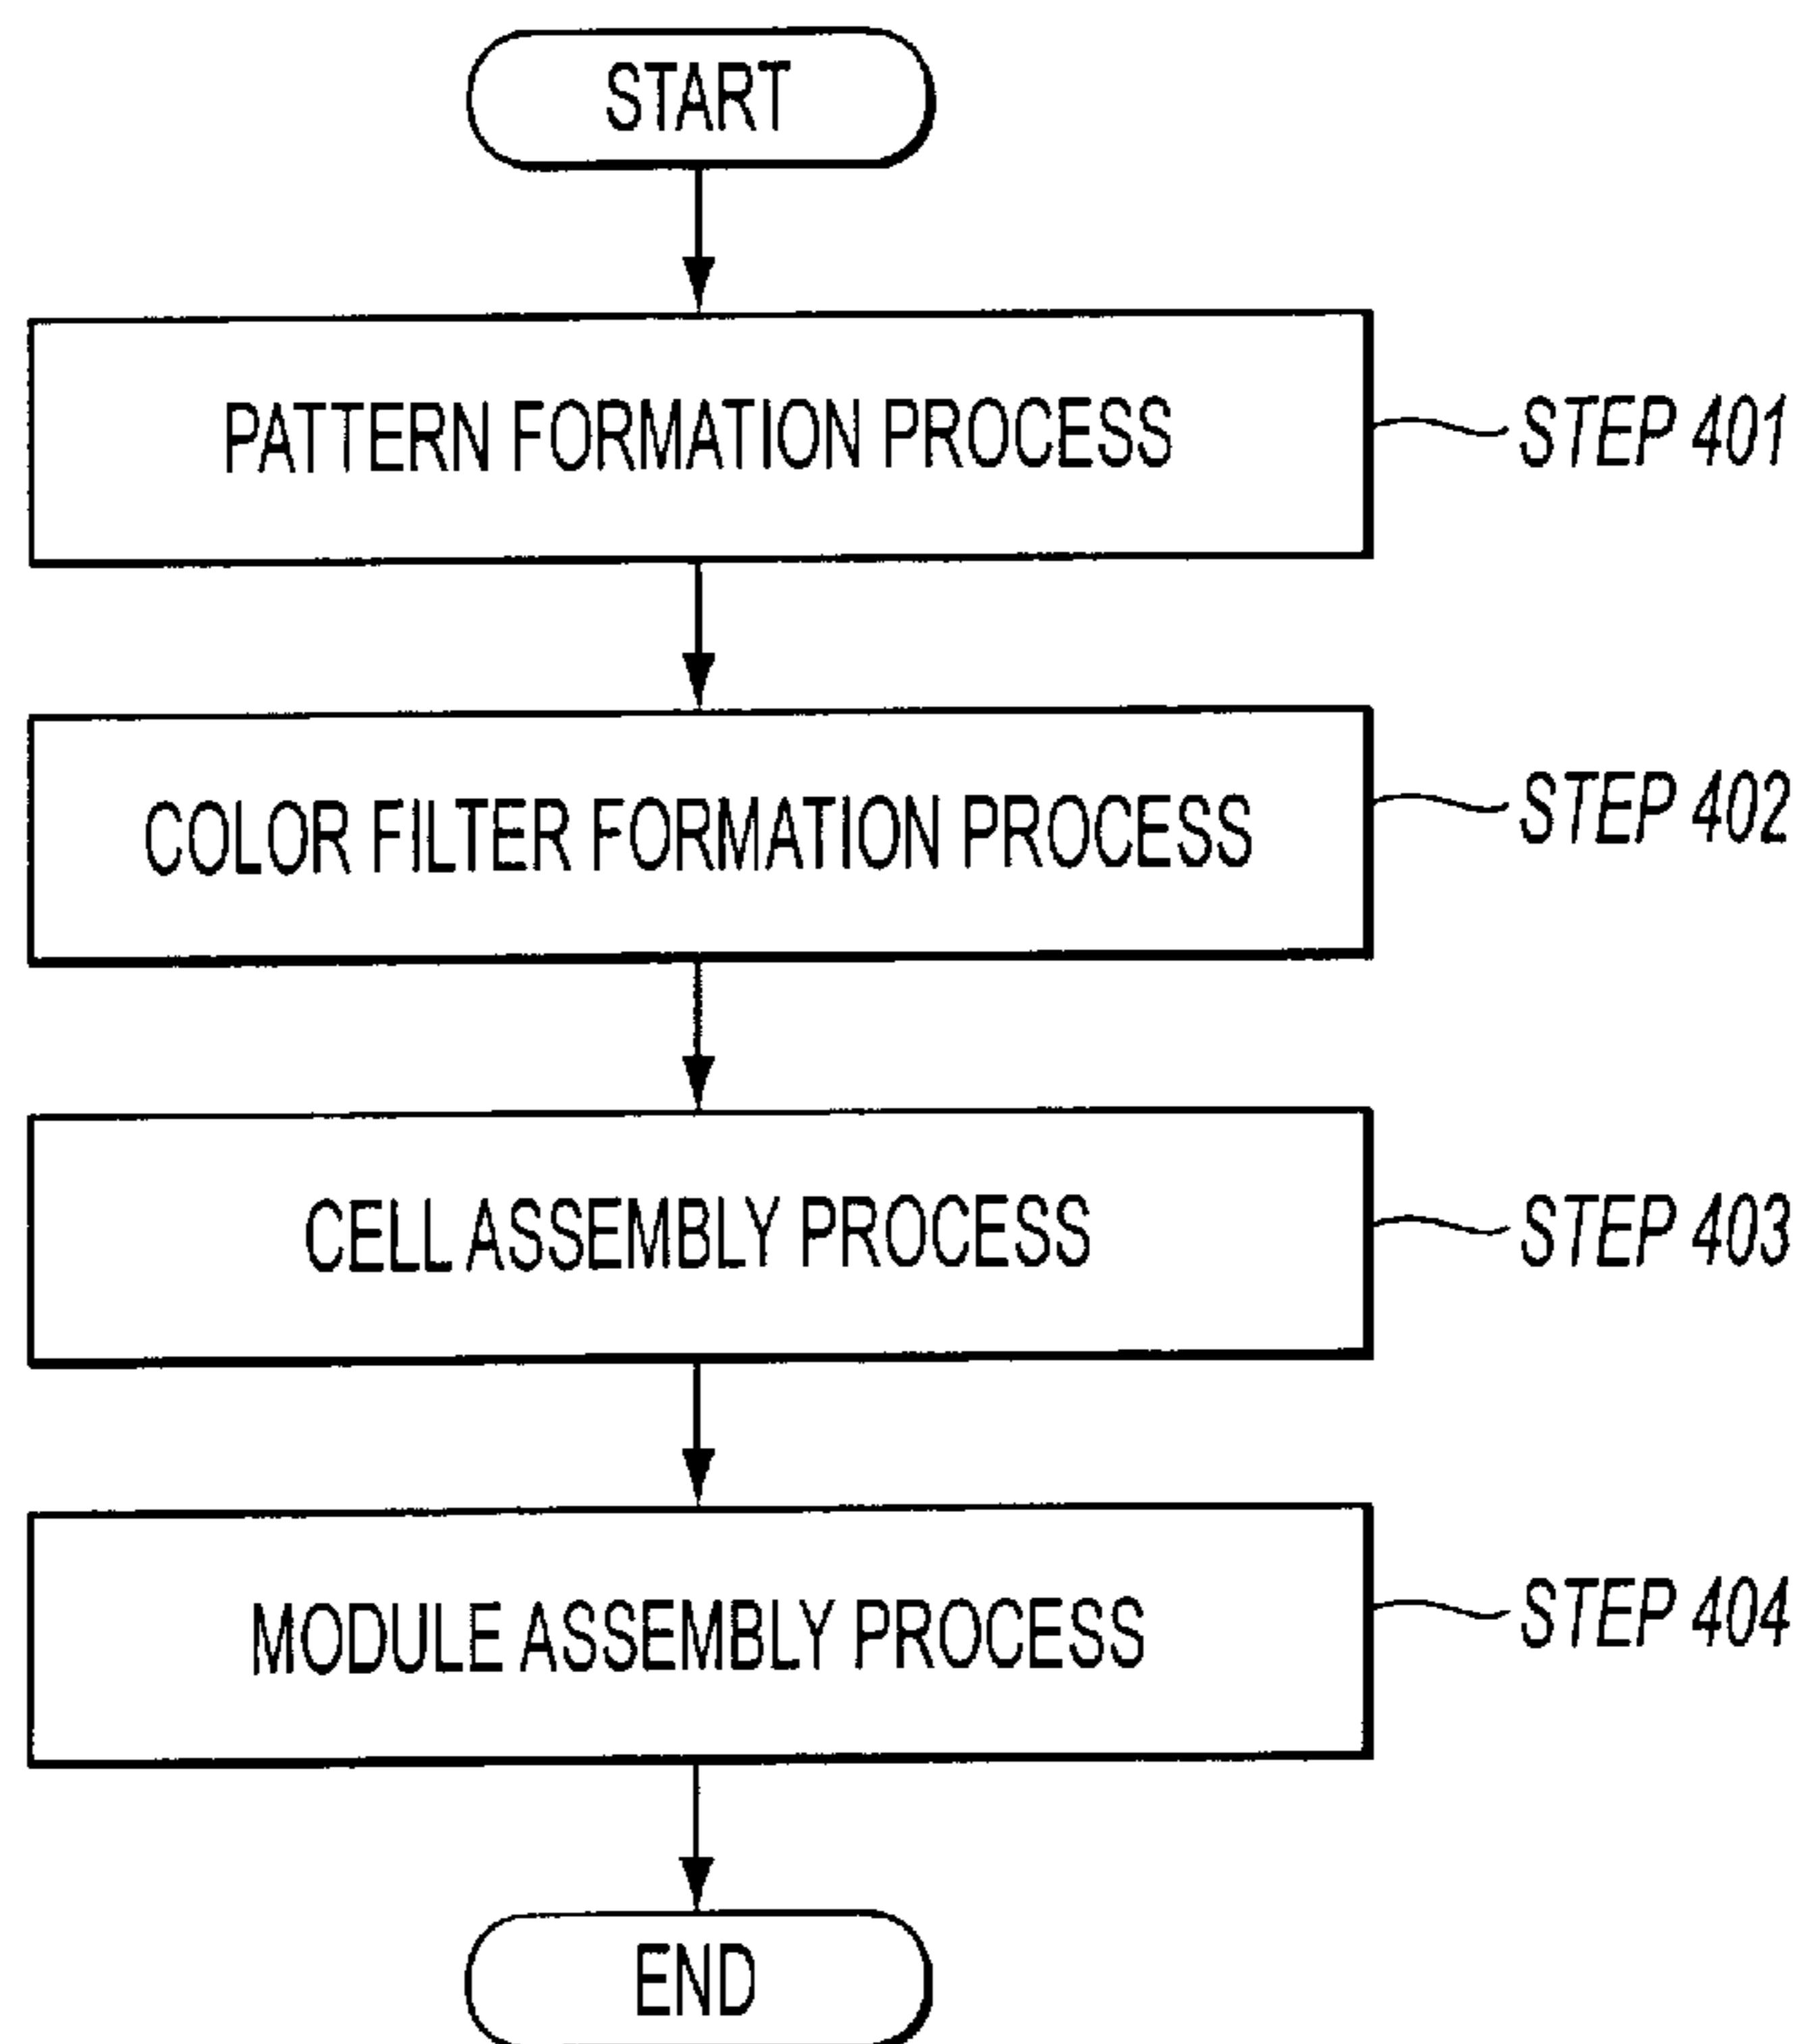 START
PATTERN FORMATION PROCESS
STEP 401
COLOR FILTER FORMATION PROCESS
STEP 402
CELL ASSEMBLY PROCESS
STEP 403
MODULE ASSEMBLY PROCESS
STEP 404
END